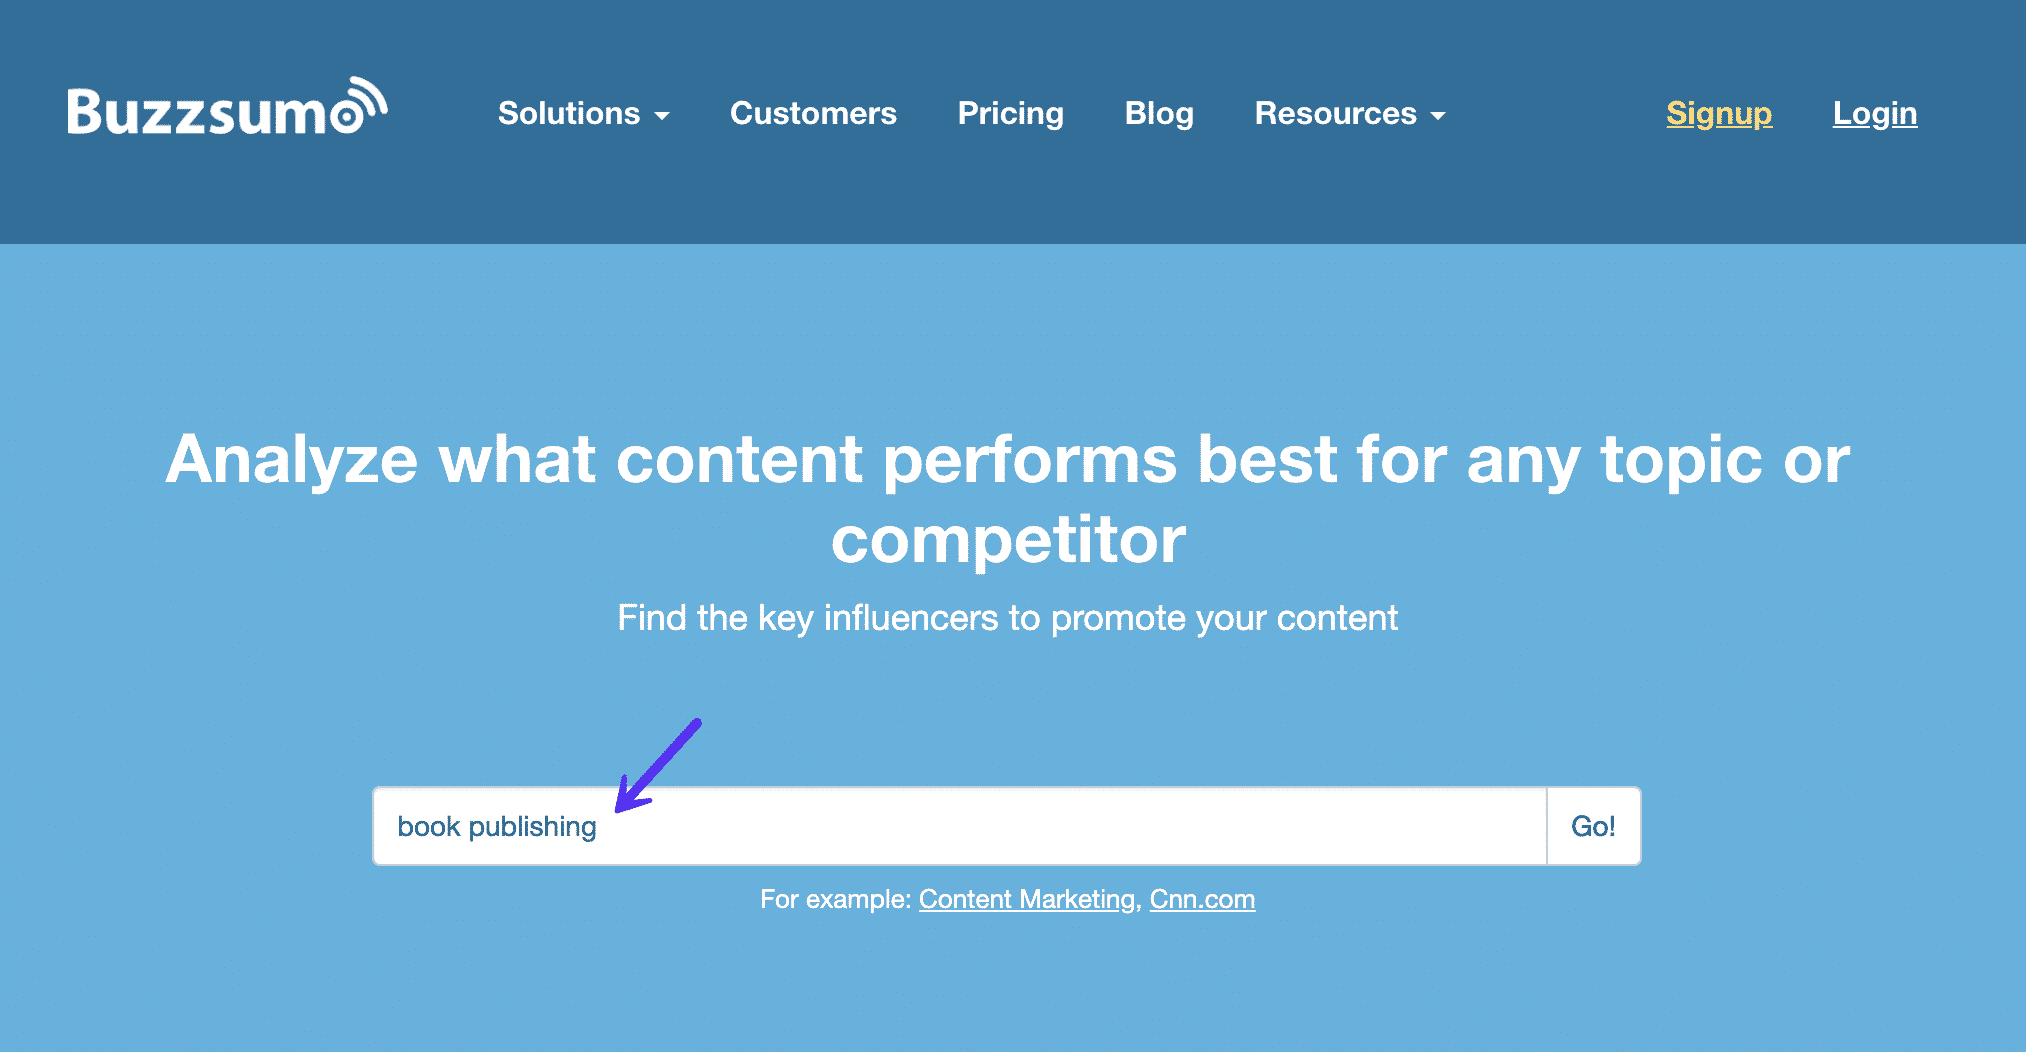 Buzzsumo Solutions Customers Pricing Blog Resources Signup Login
Analyze what content performs best for any topic or
competitor
Find the key influencers to promote your content
book publishing Go!
For example: Content Marketing, Cnn.com